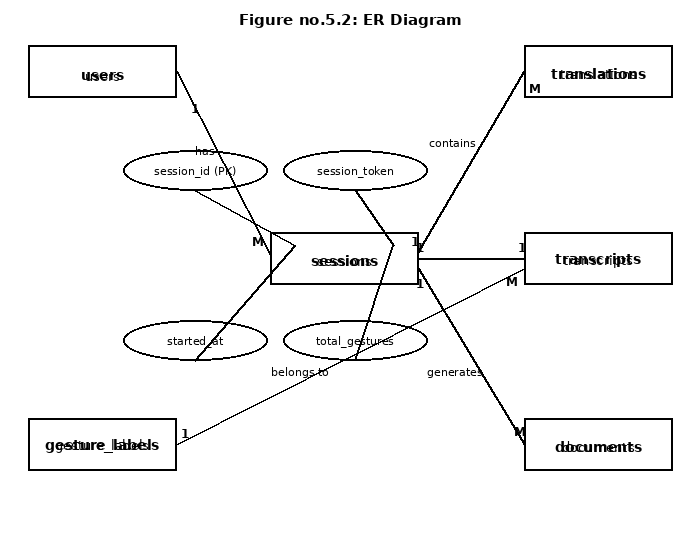 Figure no.5.2: ER Diagram
users
translations
M
1
contains
has
session_id (PK)
session_token
M
1
1
1
sessions
transcripts
1
M
started_at
total_gestures
belongs to
generates
1
M
gesture_labels
documents